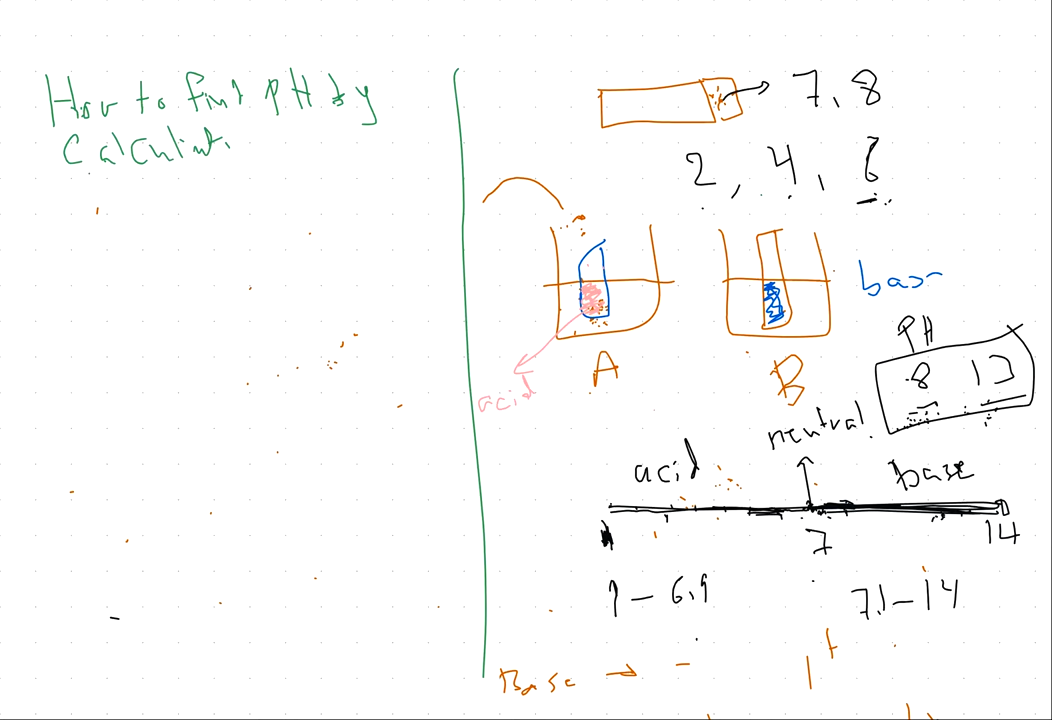 How to find PH by
Calculat.
7, 8
2, 4, 6
base
acid
A
B
PH
8 13
neutral
acid
base
7
14
1 - 6.9
7.1 - 14
Base → -